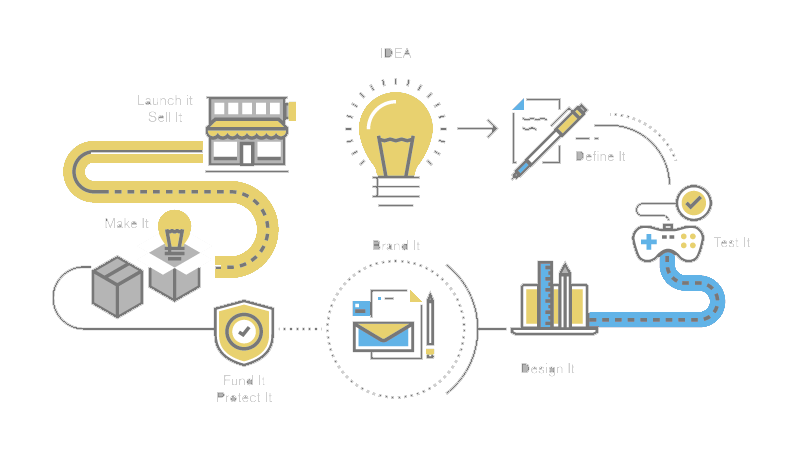 IDEA
Launch it
Sell It
Define It
Make It
Test It
Brand It
Design It
Fund It
Protect It